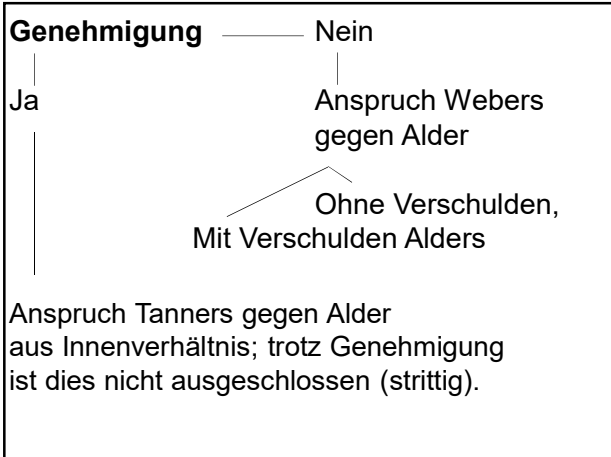 Genehmigung Nein
Ja Anspruch Webers
gegen Alder
Ohne Verschulden,
Mit Verschulden Alders
Anspruch Tanners gegen Alder
aus Innenverhältnis; trotz Genehmigung
ist dies nicht ausgeschlossen (strittig).